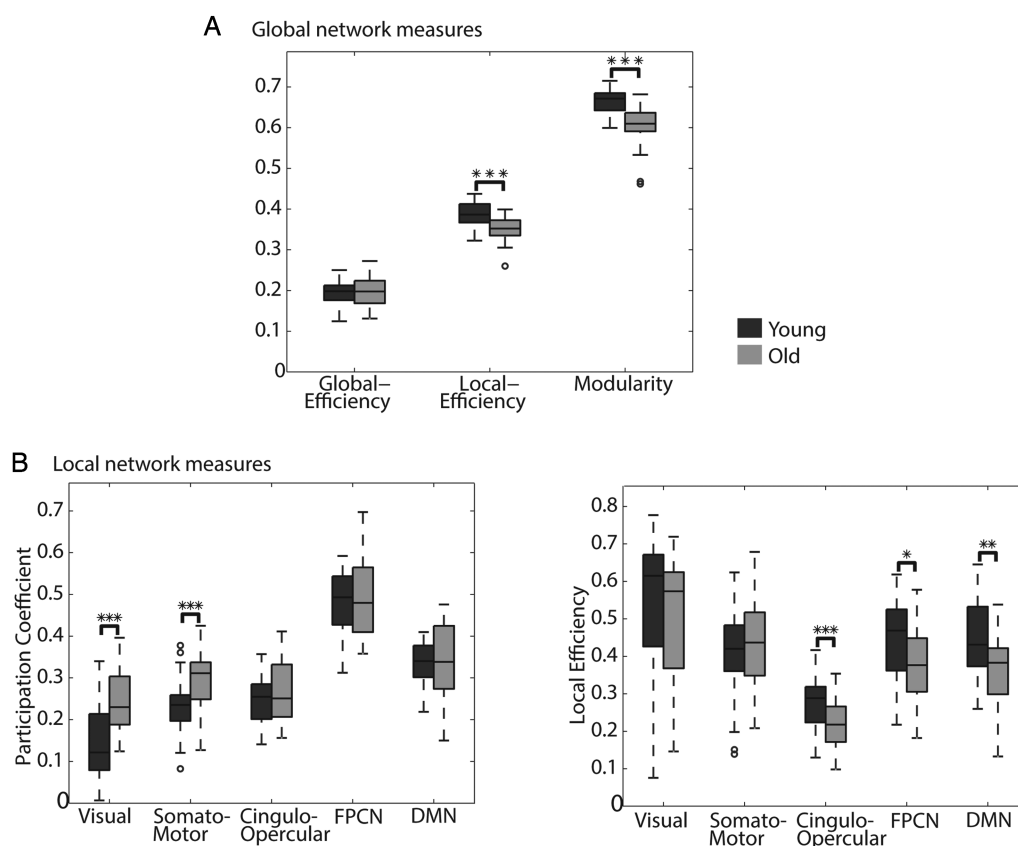 A Global network measures
0.7
0.6
0.5
0.4
0.3
0.2
0.1
0
***
***
Global–
Efficiency
Local–
Efficiency
Modularity
Young
Old
B Local network measures
Participation Coefficient
0.7
0.6
0.5
0.4
0.3
0.2
0.1
0
***
***
Visual
Somato-
Motor
Cingulo-
Opercular
FPCN
DMN
Local Efficiency
0.8
0.7
0.6
0.5
0.4
0.3
0.2
0.1
0
***
*
**
Visual
Somato-
Motor
Cingulo-
Opercular
FPCN
DMN